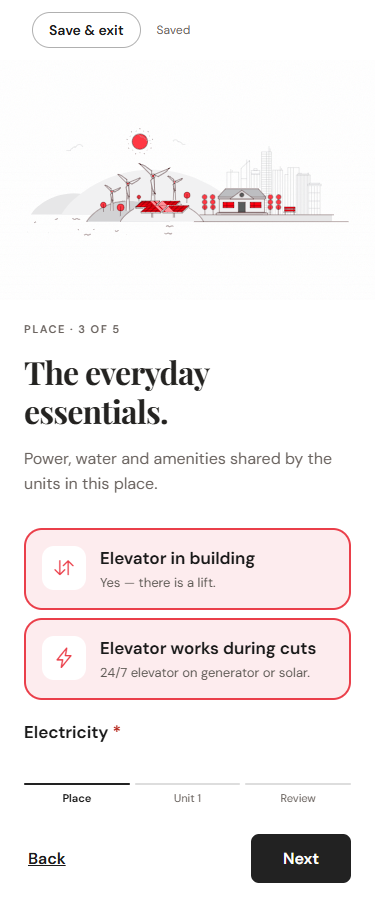 Save & exit
Saved
PLACE · 3 OF 5
The everyday
essentials.
Power, water and amenities shared by the
units in this place.
Elevator in building
Yes — there is a lift.
Elevator works during cuts
24/7 elevator on generator or solar.
Electricity *
Place
Unit 1
Review
Back
Next